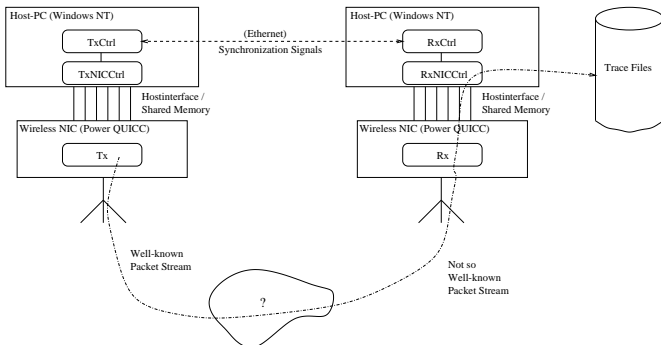 Host-PC (Windows NT)
TxCtrl
TxNICCtrl
(Ethernet)
Synchronization Signals
Host-PC (Windows NT)
RxCtrl
RxNICCtrl
Trace Files
Hostinterface /
Shared Memory
Hostinterface /
Shared Memory
Wireless NIC (Power QUICC)
Tx
Wireless NIC (Power QUICC)
Rx
Well-known
Packet Stream
Not so
Well-known
Packet Stream
?